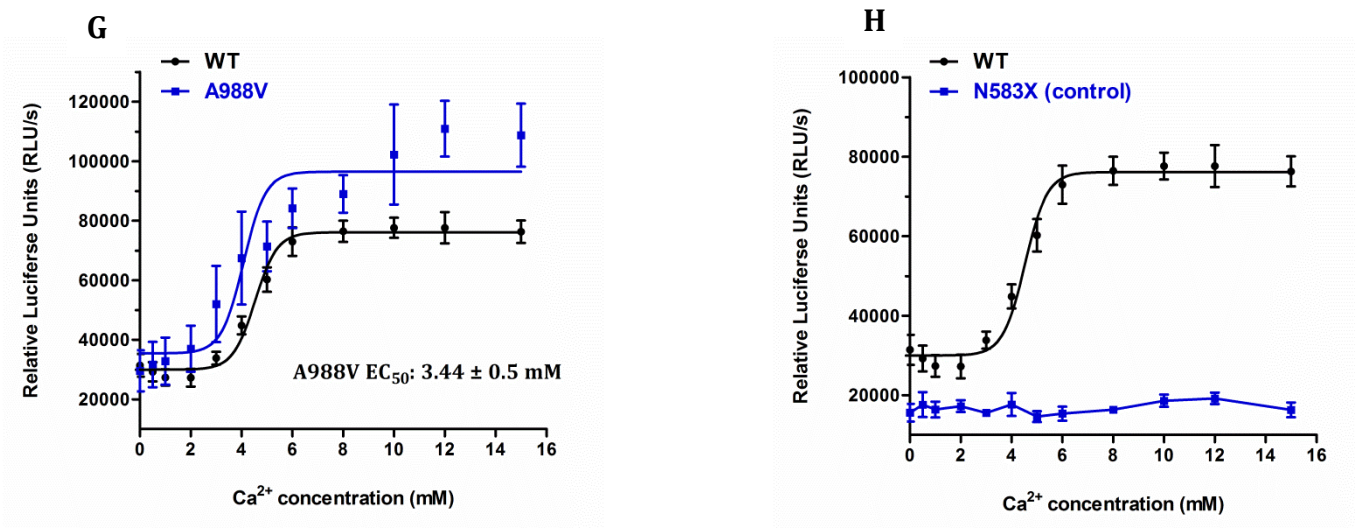 G
WT
A988V
Relative Luciferse Units (RLU/s)
120000
100000
80000
60000
40000
20000
A988V EC₅₀: 3.44 ± 0.5 mM
0 2 4 6 8 10 12 14 16
Ca²⁺ concentration (mM)
H
WT
N583X (control)
Relative Luciferse Units (RLU/s)
100000
80000
60000
40000
20000
0
0 2 4 6 8 10 12 14 16
Ca²⁺ concentration (mM)